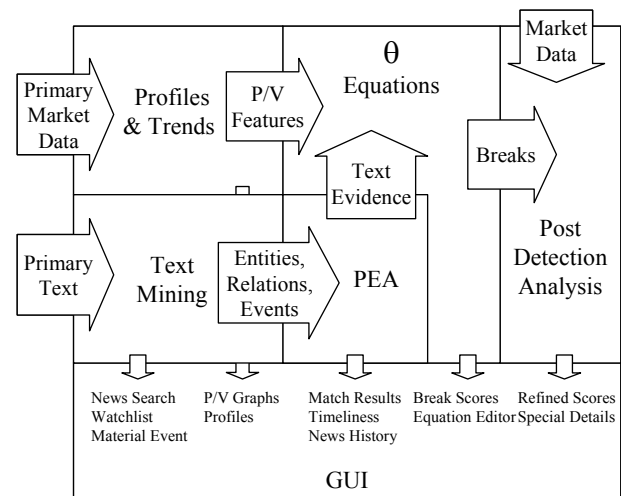 Market
Data
Primary
Market
Data
Profiles
& Trends
P/V
Features
θ
Equations
Breaks
Text
Evidence
Primary
Text
Text
Mining
Entities,
Relations,
Events
PEA
Post
Detection
Analysis
News Search
Watchlist
Material Event
P/V Graphs
Profiles
Match Results
Timeliness
News History
Break Scores
Equation Editor
Refined Scores
Special Details
GUI